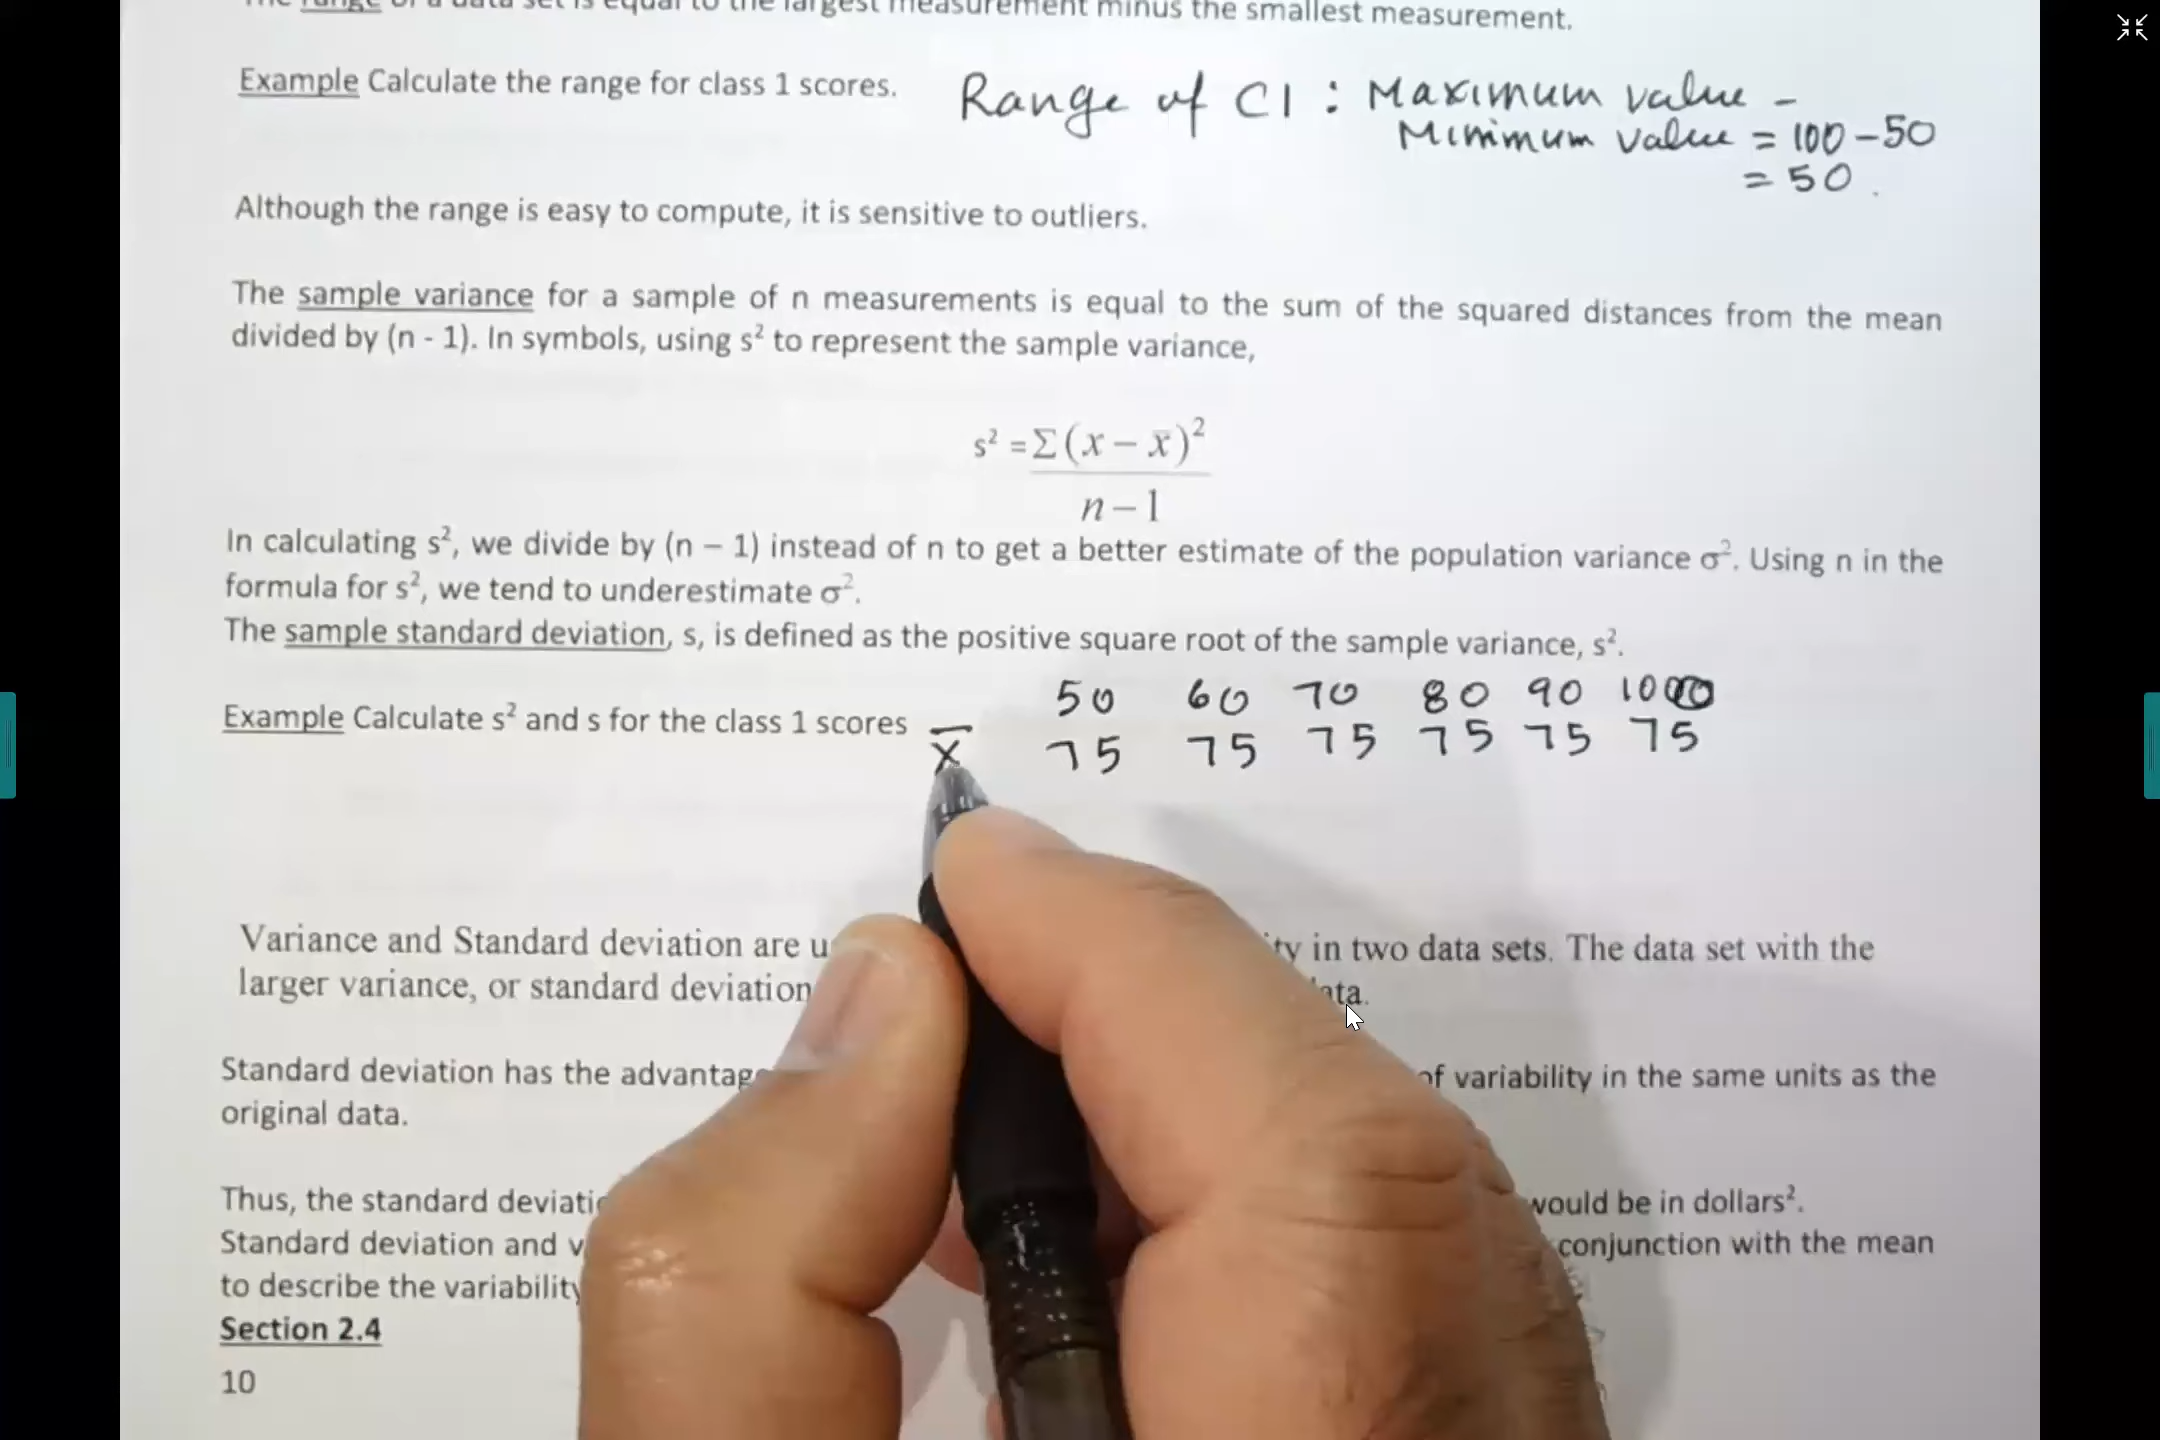 The range of a data set is equal to the largest measurement minus the smallest measurement.
Example Calculate the range for class 1 scores.
Range of C1 : Maximum value -
Minimum value = 100 - 50
= 50
Although the range is easy to compute, it is sensitive to outliers.
The sample variance for a sample of n measurements is equal to the sum of the squared distances from the mean
divided by (n - 1). In symbols, using s² to represent the sample variance,
s² = Σ(x − x̄)²
n − 1
In calculating s², we divide by (n – 1) instead of n to get a better estimate of the population variance σ². Using n in the
formula for s², we tend to underestimate σ².
The sample standard deviation, s, is defined as the positive square root of the sample variance, s².
50 60 70 80 90 100
Example Calculate s² and s for the class 1 scores
x̄ 75 75 75 75 75 75
Variance and Standard deviation are in two data sets. The data set with the
larger variance, or standard deviation
Standard deviation has the of variability in the same units as the
original data.
Thus, the standard would be in dollars².
Standard deviation and conjunction with the mean
to describe the variability
Section 2.4
10